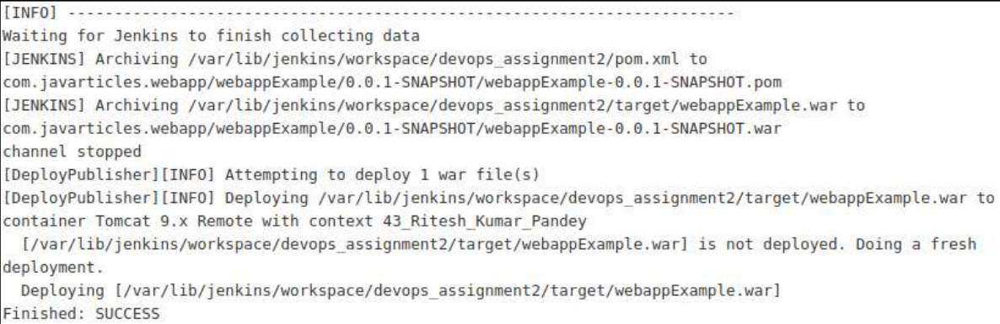 [INFO] ------------------------------------------------------------------------
Waiting for Jenkins to finish collecting data
[JENKINS] Archiving /var/lib/jenkins/workspace/devops_assignment2/pom.xml to
com.javarticles.webapp/webappExample/0.0.1-SNAPSHOT/webappExample-0.0.1-SNAPSHOT.pom
[JENKINS] Archiving /var/lib/jenkins/workspace/devops_assignment2/target/webappExample.war to
com.javarticles.webapp/webappExample/0.0.1-SNAPSHOT/webappExample-0.0.1-SNAPSHOT.war
channel stopped
[DeployPublisher][INFO] Attempting to deploy 1 war file(s)
[DeployPublisher][INFO] Deploying /var/lib/jenkins/workspace/devops_assignment2/target/webappExample.war to
container Tomcat 9.x Remote with context 43_Ritesh_Kumar_Pandey
  [/var/lib/jenkins/workspace/devops_assignment2/target/webappExample.war] is not deployed. Doing a fresh
deployment.
  Deploying [/var/lib/jenkins/workspace/devops_assignment2/target/webappExample.war]
Finished: SUCCESS